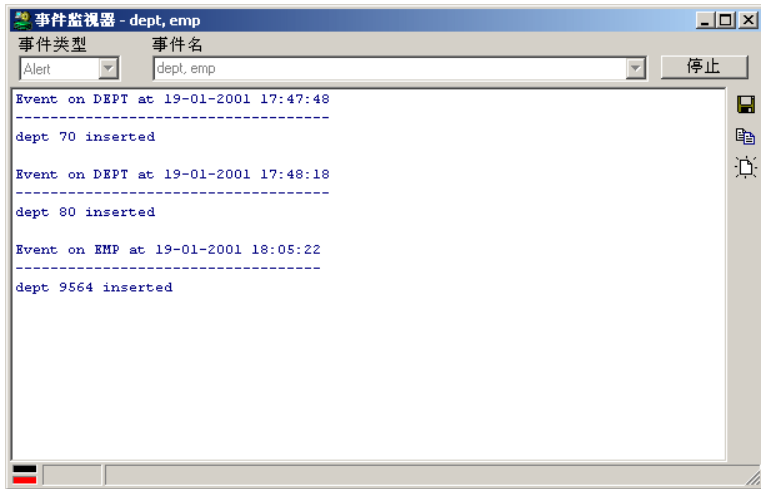 事件监视器 - dept, emp
事件类型 事件名
Alert dept, emp 停止
Event on DEPT at 19-01-2001 17:47:48
------------------------------------
dept 70 inserted
Event on DEPT at 19-01-2001 17:48:18
------------------------------------
dept 80 inserted
Event on EMP at 19-01-2001 18:05:22
-----------------------------------
dept 9564 inserted